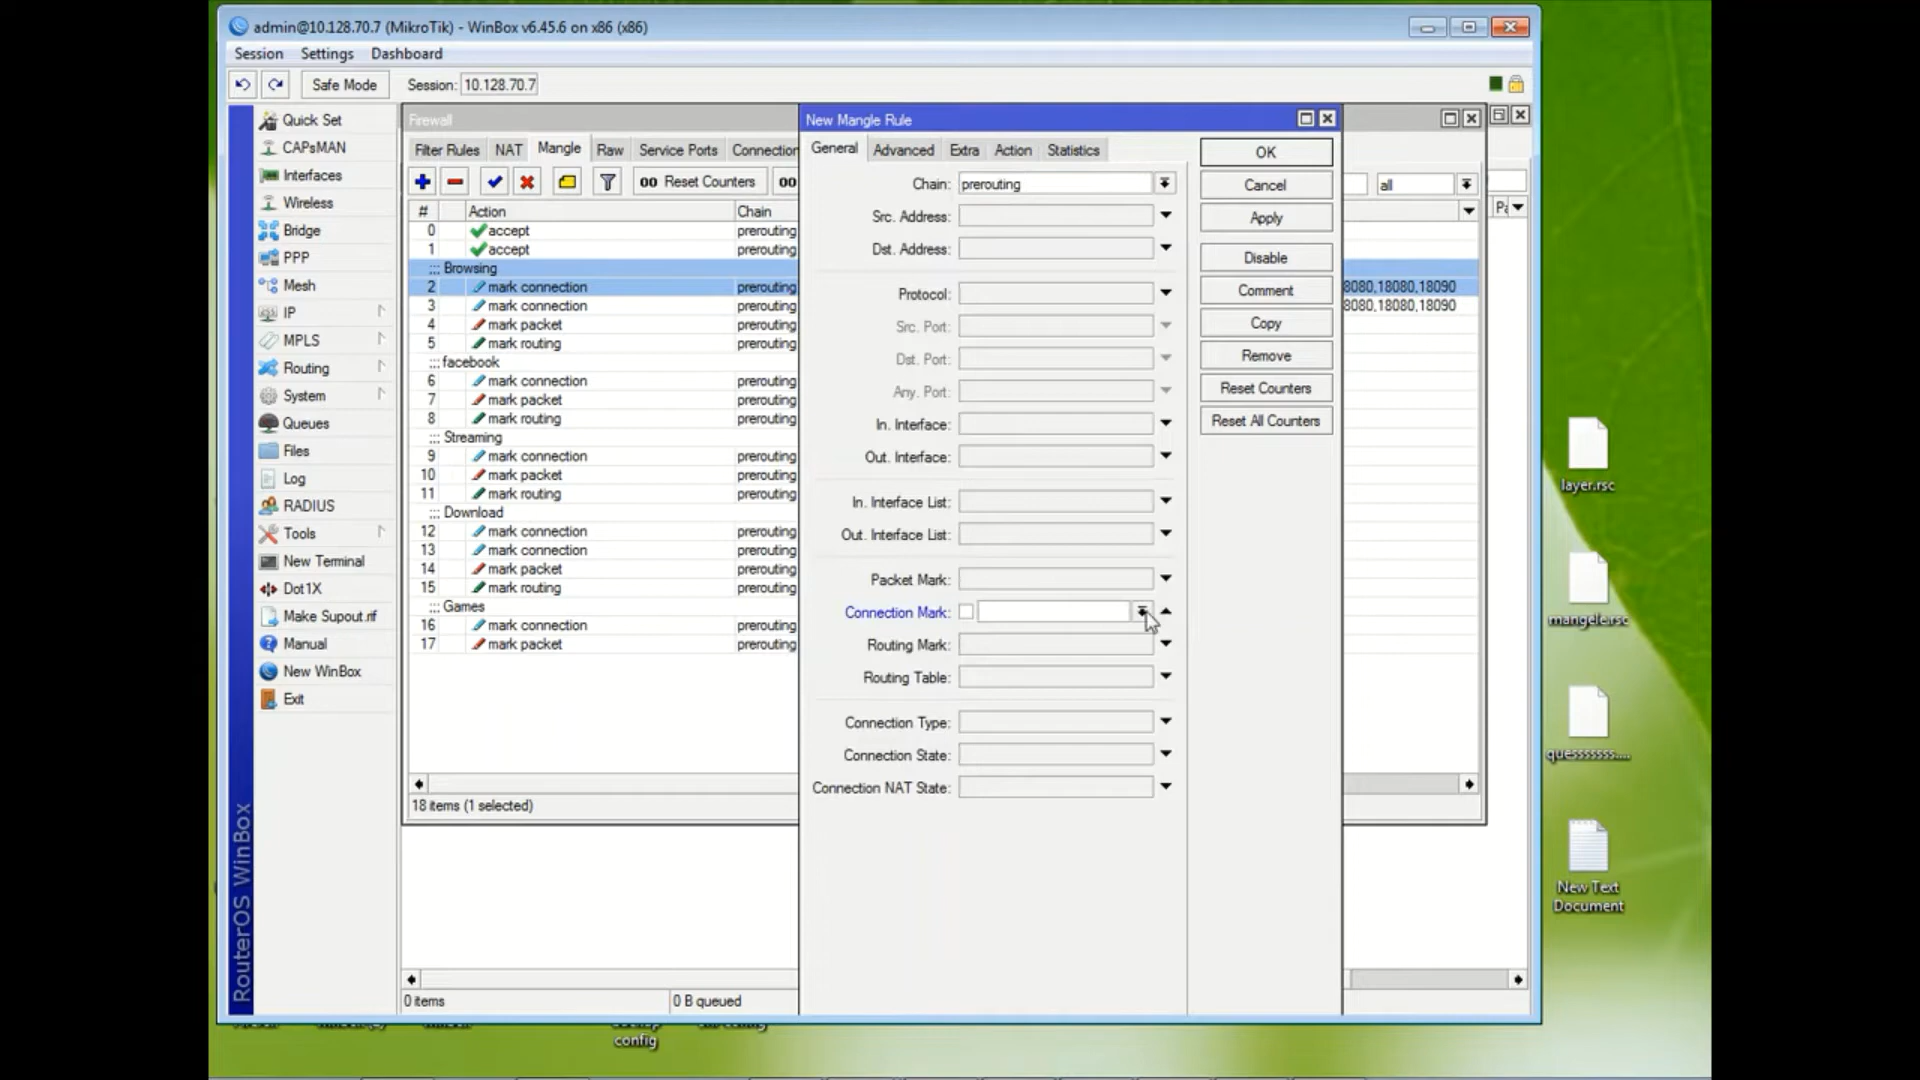 admin@10.128.70.7 (MikroTik) - WinBox v6.45.6 on x86 (x86)
Session Settings Dashboard
Safe Mode Session: 10.128.70.7
Quick Set
CAPsMAN
Interfaces
Wireless
Bridge
PPP
Mesh
IP
MPLS
Routing
System
Queues
Files
Log
RADIUS
Tools
New Terminal
Dot1X
Make Supout.rif
Manual
New WinBox
Exit
RouterOS WinBox
Firewall
Filter Rules NAT Mangle Raw Service Ports Connection
00 Reset Counters 00
all
# Action Chain
0 accept prerouting
1 accept prerouting
::: Browsing
2 mark connection prerouting 8080,18080,18090
3 mark connection prerouting 8080,18080,18090
4 mark packet prerouting
5 mark routing prerouting
::: facebook
6 mark connection prerouting
7 mark packet prerouting
8 mark routing prerouting
::: Streaming
9 mark connection prerouting
10 mark packet prerouting
11 mark routing prerouting
::: Download
12 mark connection prerouting
13 mark connection prerouting
14 mark packet prerouting
15 mark routing prerouting
::: Games
16 mark connection prerouting
17 mark packet prerouting
18 items (1 selected)
0 items 0 B queued
New Mangle Rule
General Advanced Extra Action Statistics
Chain: prerouting
Src. Address:
Dst. Address:
Protocol:
Src. Port:
Dst. Port:
Any. Port:
In. Interface:
Out. Interface:
In. Interface List:
Out. Interface List:
Packet Mark:
Connection Mark:
Routing Mark:
Routing Table:
Connection Type:
Connection State:
Connection NAT State:
OK
Cancel
Apply
Disable
Comment
Copy
Remove
Reset Counters
Reset All Counters
layer.rsc
mangele.rsc
quesssssss....
New Text
Document
config